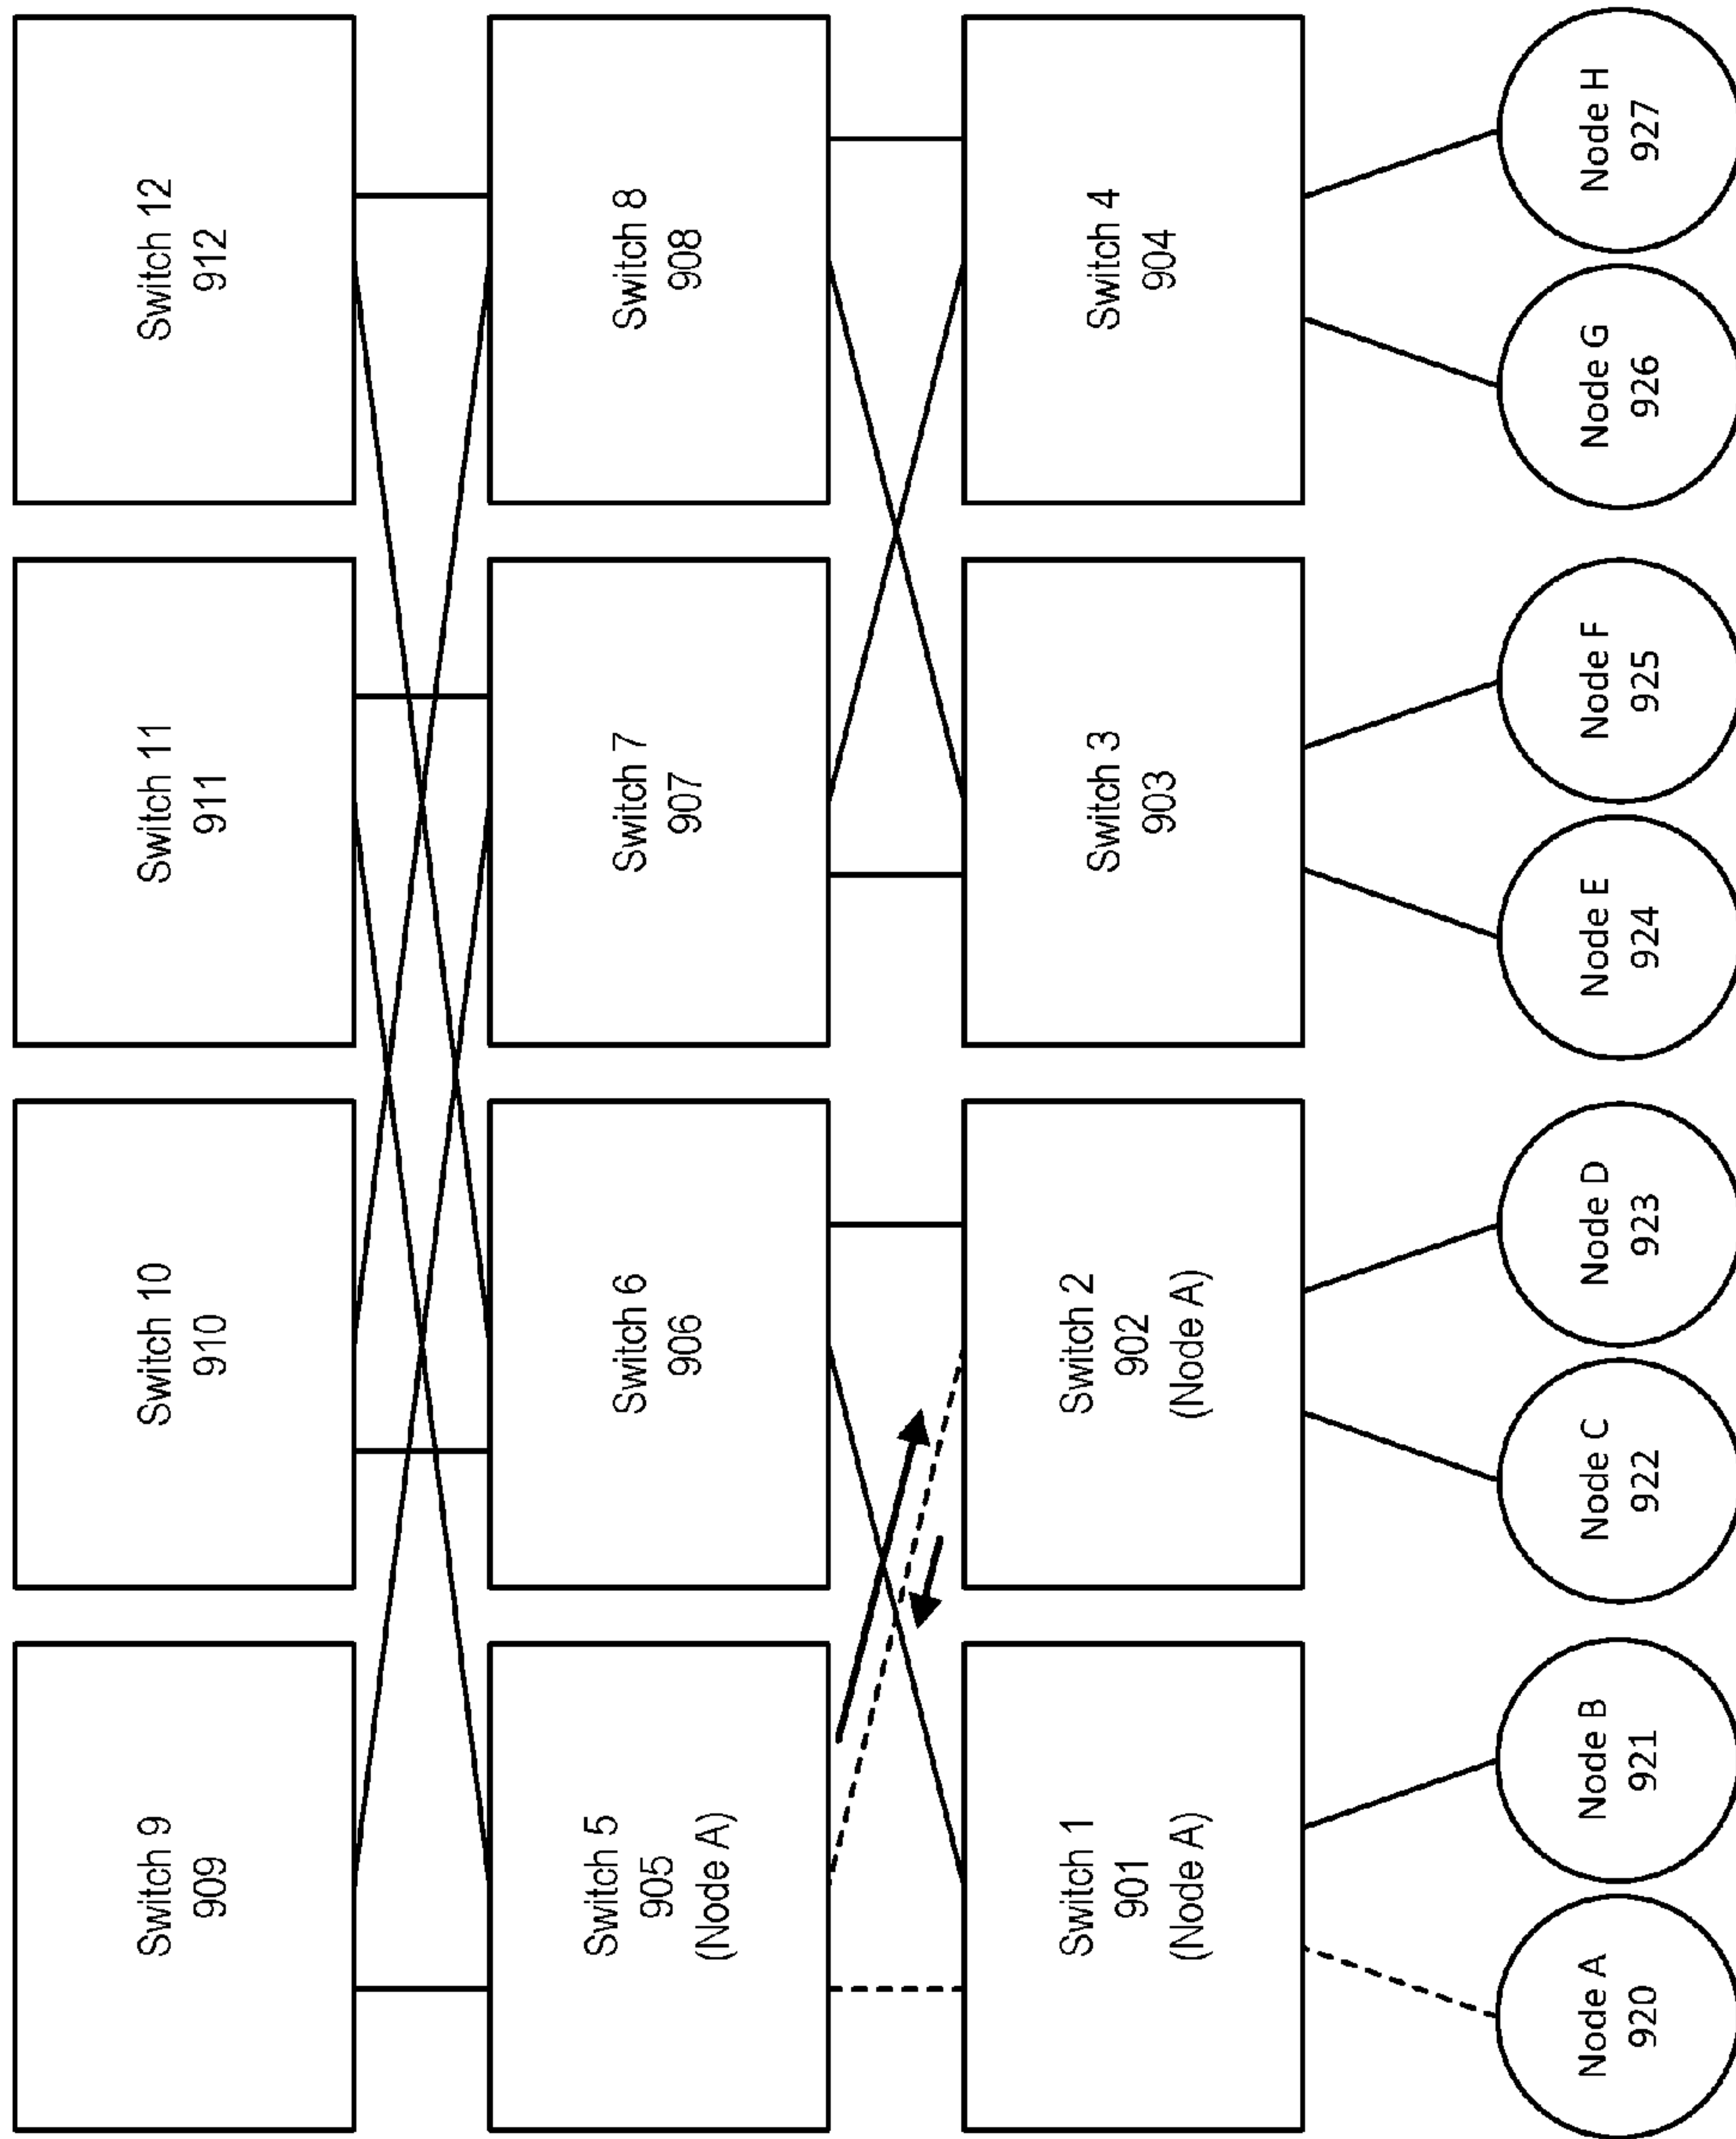 Switch 9
909
Switch 10
910
Switch 11
911
Switch 12
912
Switch 5
905
(Node A)
Switch 6
906
Switch 7
907
Switch 8
908
Switch 1
901
(Node A)
Switch 2
902
(Node A)
Switch 3
903
Switch 4
904
Node A
920
Node B
921
Node C
922
Node D
923
Node E
924
Node F
925
Node G
926
Node H
927